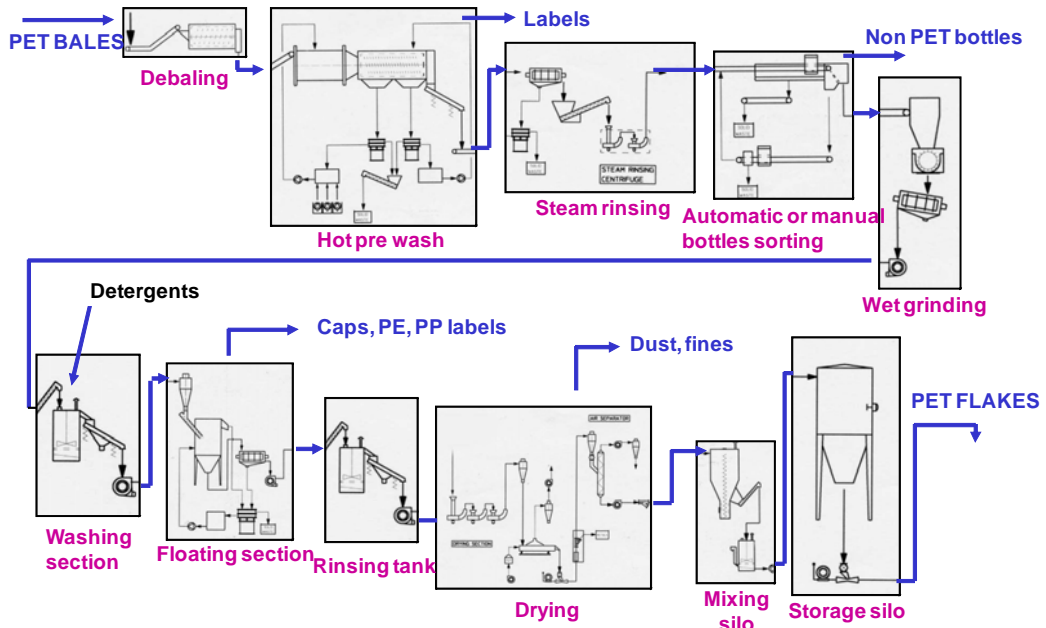 PET BALES
Debaling
Labels
Hot pre wash
STEAM RINSING
CENTRIFUGE
Steam rinsing
Non PET bottles
Automatic or manual
bottles sorting
Wet grinding
Detergents
Washing
section
Caps, PE, PP labels
Floating section
Rinsing tank
Dust, fines
AIR SEPARATOR
DRYING SECTION
Drying
Mixing
silo
Storage silo
PET FLAKES